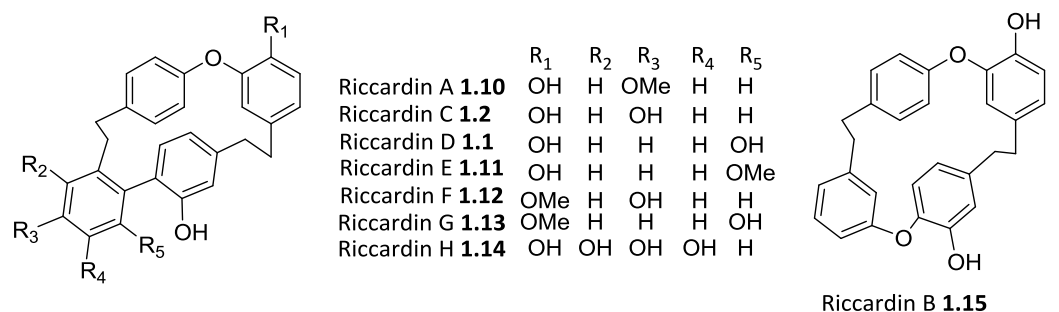 R1
O
R2
R3
R4
R5
OH
R1 R2 R3 R4 R5
Riccardin A 1.10 OH H OMe H H
Riccardin C 1.2 OH H OH H H
Riccardin D 1.1 OH H H H OH
Riccardin E 1.11 OH H H H OMe
Riccardin F 1.12 OMe H OH H H
Riccardin G 1.13 OMe H H H OH
Riccardin H 1.14 OH OH OH OH H
OH
O
O
OH
Riccardin B 1.15